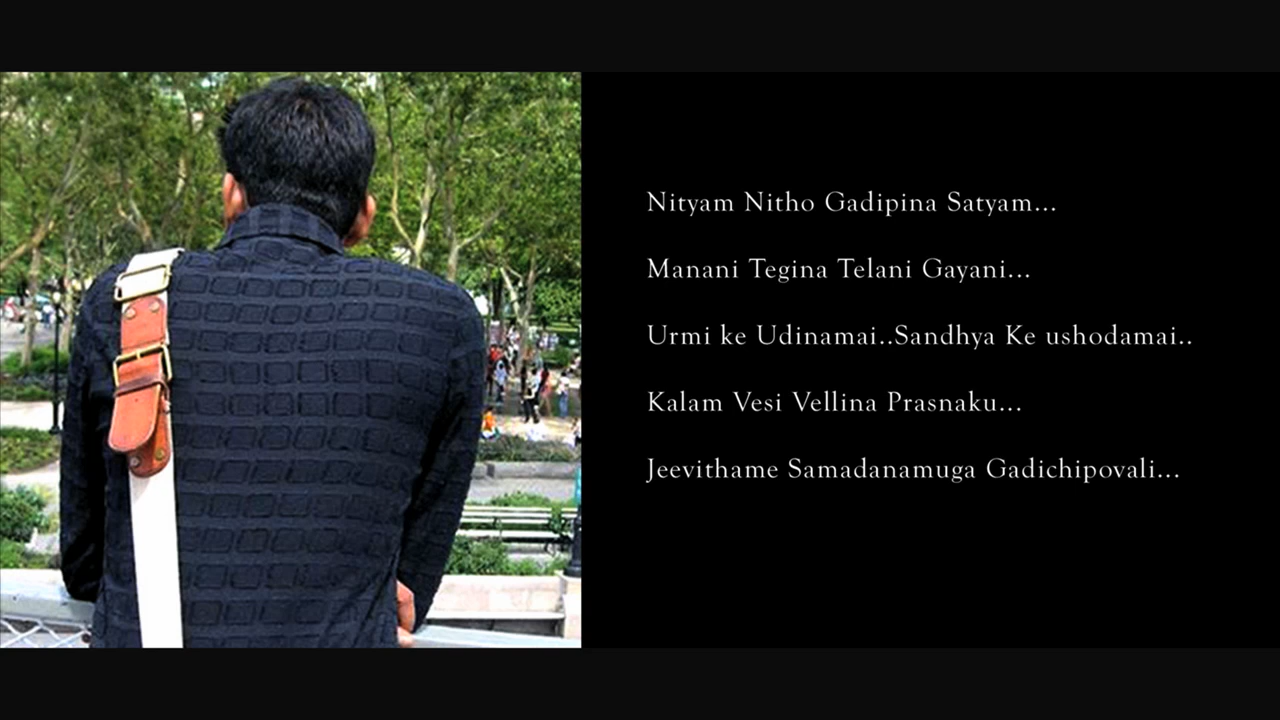 Nityam Nitho Gadipina Satyam...
Manani Tegina Telani Gayani...
Urmi ke Udinamai..Sandhya Ke ushodamai..
Kalam Vesi Vellina Prasnaku...
Jeevithame Samadanamuga Gadichipovali...